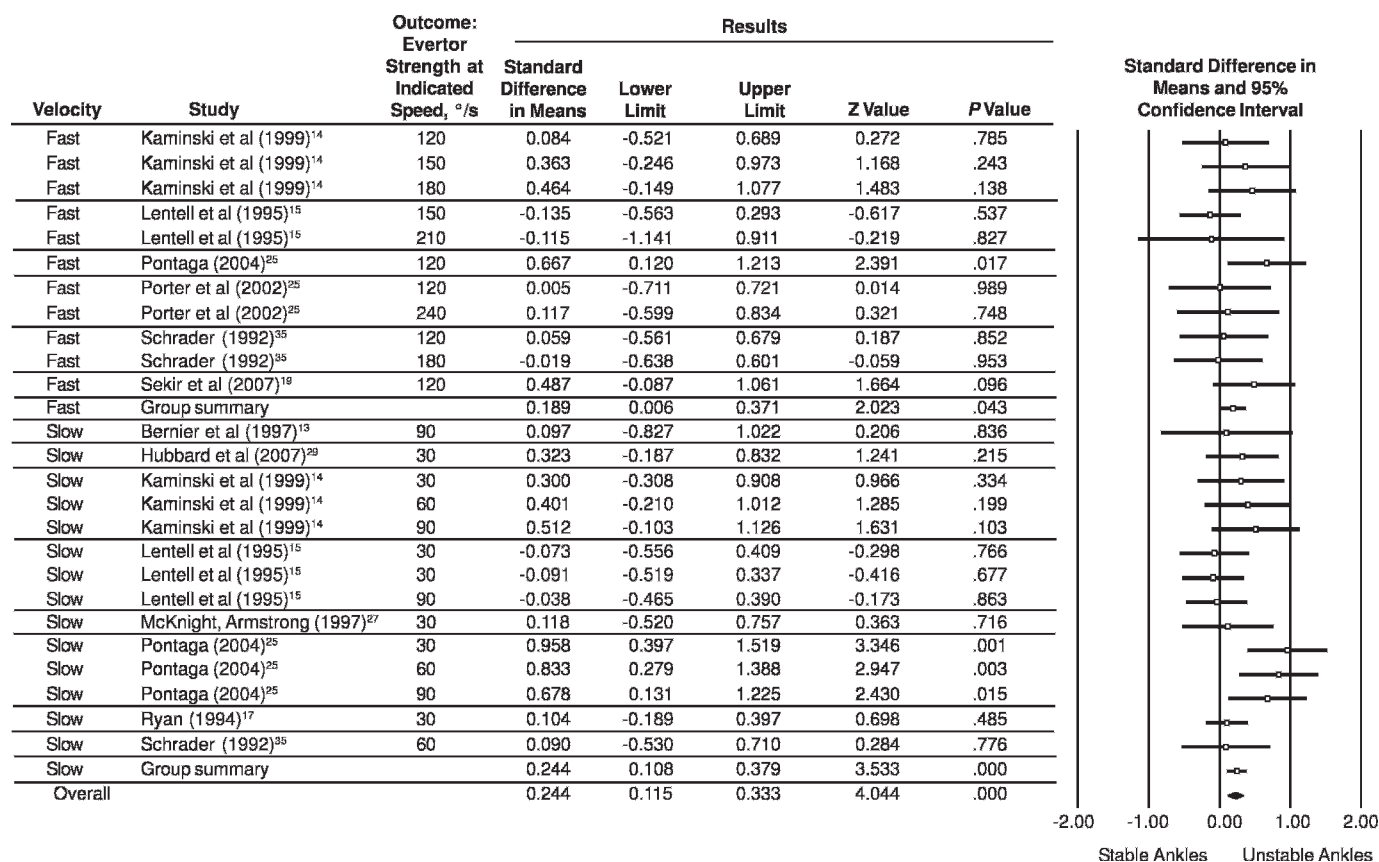 Outcome: Evertor Strength at Indicated Speed, °/s
Results
Velocity Study Standard Difference in Means Lower Limit Upper Limit Z Value P Value
Standard Difference in Means and 95% Confidence Interval
Fast Kaminski et al (1999)¹⁴ 120 0.084 -0.521 0.689 0.272 .785
Fast Kaminski et al (1999)¹⁴ 150 0.363 -0.246 0.973 1.168 .243
Fast Kaminski et al (1999)¹⁴ 180 0.464 -0.149 1.077 1.483 .138
Fast Lentell et al (1995)¹⁵ 150 -0.135 -0.563 0.293 -0.617 .537
Fast Lentell et al (1995)¹⁵ 210 -0.115 -1.141 0.911 -0.219 .827
Fast Pontaga (2004)²⁵ 120 0.667 0.120 1.213 2.391 .017
Fast Porter et al (2002)²⁵ 120 0.005 -0.711 0.721 0.014 .989
Fast Porter et al (2002)²⁵ 240 0.117 -0.599 0.834 0.321 .748
Fast Schrader (1992)³⁵ 120 0.059 -0.561 0.679 0.187 .852
Fast Schrader (1992)³⁵ 180 -0.019 -0.638 0.601 -0.059 .953
Fast Sekir et al (2007)¹⁹ 120 0.487 -0.087 1.061 1.664 .096
Fast Group summary 0.189 0.006 0.371 2.023 .043
Slow Bernier et al (1997)¹³ 90 0.097 -0.827 1.022 0.206 .836
Slow Hubbard et al (2007)²⁹ 30 0.323 -0.187 0.832 1.241 .215
Slow Kaminski et al (1999)¹⁴ 30 0.300 -0.308 0.908 0.966 .334
Slow Kaminski et al (1999)¹⁴ 60 0.401 -0.210 1.012 1.285 .199
Slow Kaminski et al (1999)¹⁴ 90 0.512 -0.103 1.126 1.631 .103
Slow Lentell et al (1995)¹⁵ 30 -0.073 -0.556 0.409 -0.298 .766
Slow Lentell et al (1995)¹⁵ 30 -0.091 -0.519 0.337 -0.416 .677
Slow Lentell et al (1995)¹⁵ 90 -0.038 -0.465 0.390 -0.173 .863
Slow McKnight, Armstrong (1997)²⁷ 30 0.118 -0.520 0.757 0.363 .716
Slow Pontaga (2004)²⁵ 30 0.958 0.397 1.519 3.346 .001
Slow Pontaga (2004)²⁵ 60 0.833 0.279 1.388 2.947 .003
Slow Pontaga (2004)²⁵ 90 0.678 0.131 1.225 2.430 .015
Slow Ryan (1994)¹⁷ 30 0.104 -0.189 0.397 0.698 .485
Slow Schrader (1992)³⁵ 60 0.090 -0.530 0.710 0.284 .776
Slow Group summary 0.244 0.108 0.379 3.533 .000
Overall 0.244 0.115 0.333 4.044 .000
-2.00 -1.00 0.00 1.00 2.00
Stable Ankles Unstable Ankles